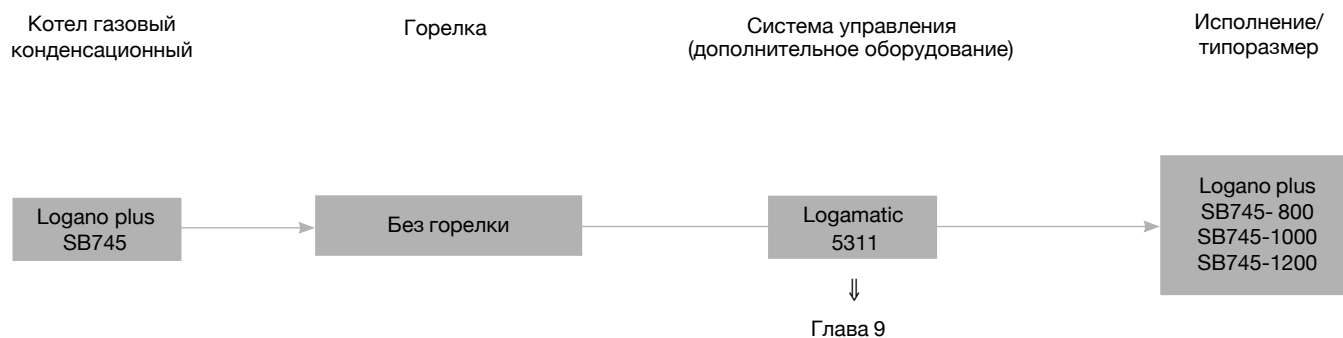 Котел газовый
конденсационный
Горелка
Система управления
(дополнительное оборудование)
Исполнение/
типоразмер
Logano plus
SB745
Без горелки
Logamatic
5311
Logano plus
SB745- 800
SB745-1000
SB745-1200
⇓
Глава 9